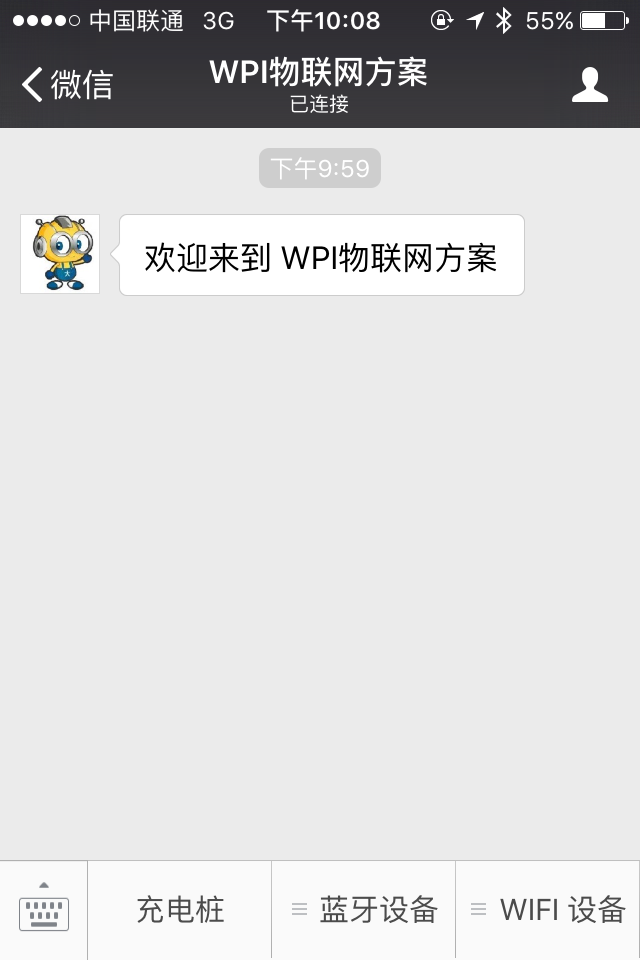 中国联通 3G 下午10:08 55%
微信
WPI物联网方案
已连接
下午9:59
欢迎来到 WPI物联网方案
大
充电桩
蓝牙设备
WIFI 设备